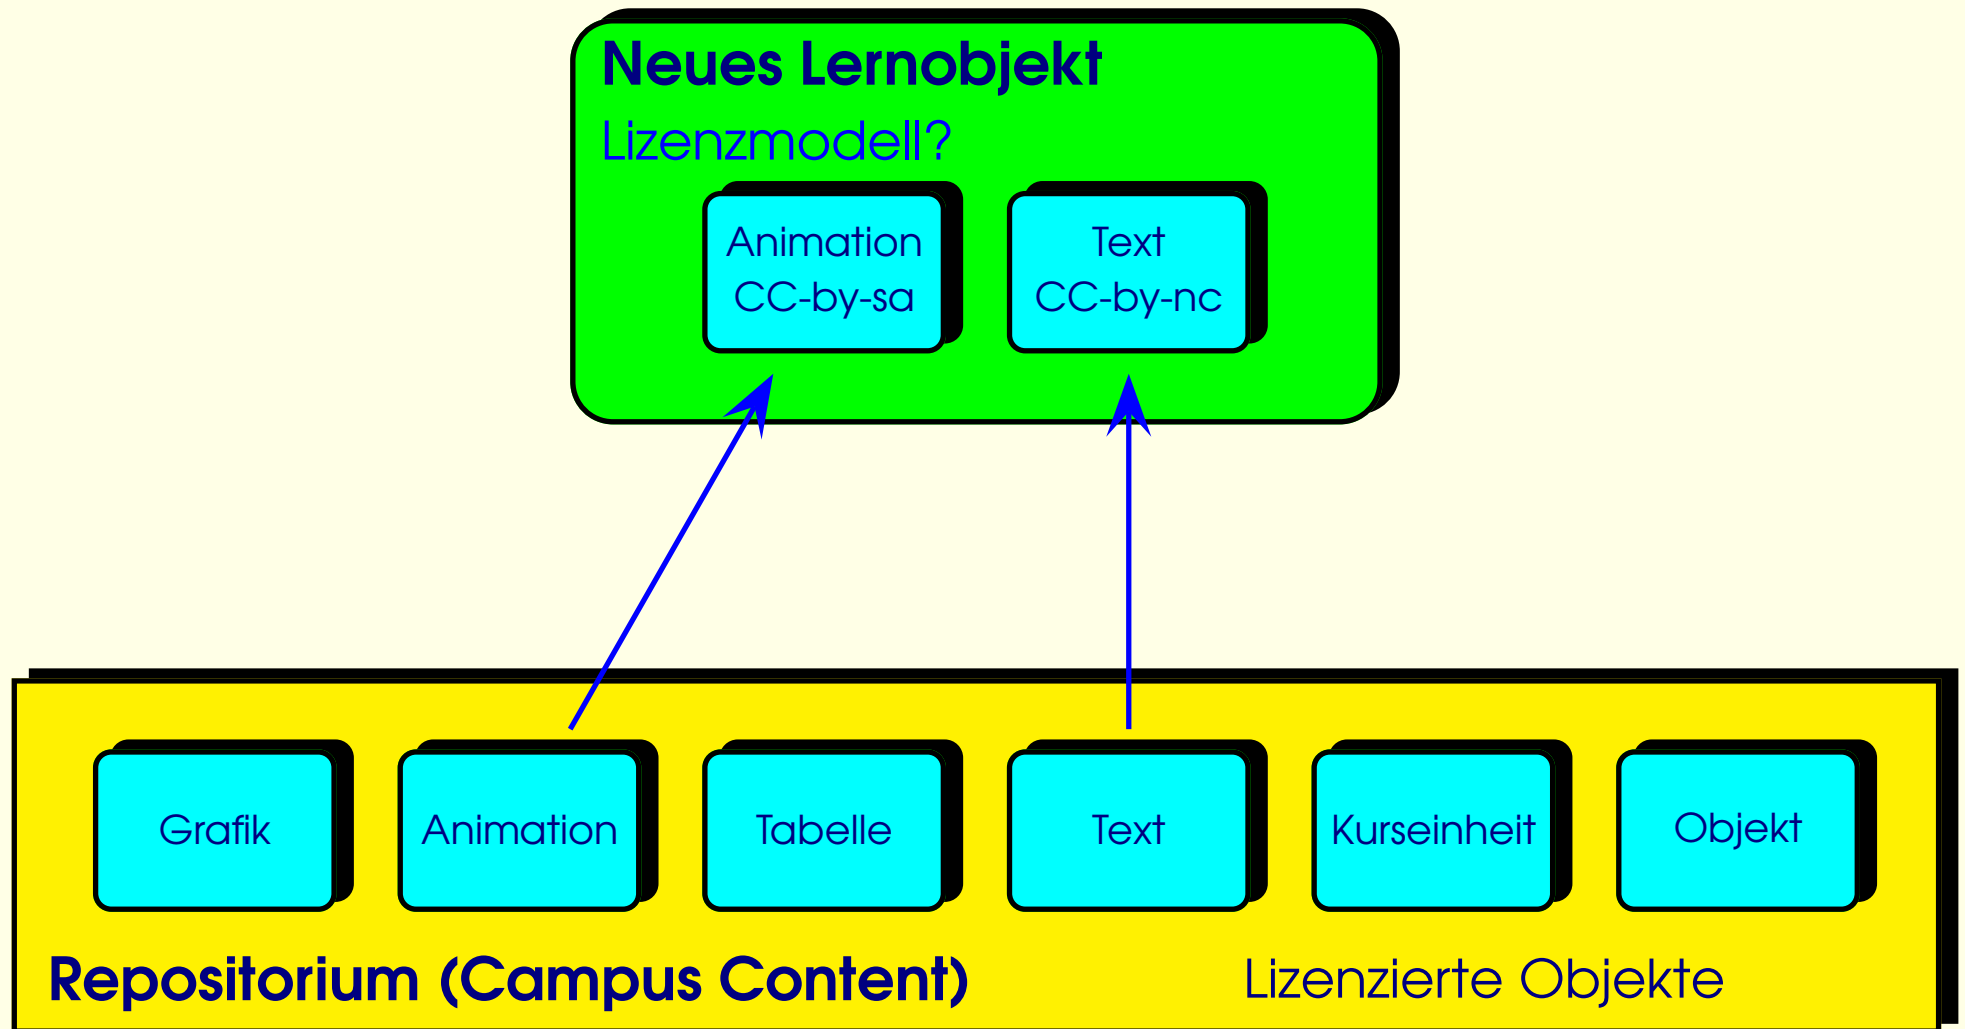 Neues Lernobjekt
Lizenzmodell?
Animation
CC-by-sa
Text
CC-by-nc
Grafik
Animation
Tabelle
Text
Kurseinheit
Objekt
Repositorium (Campus Content)
Lizenzierte Objekte